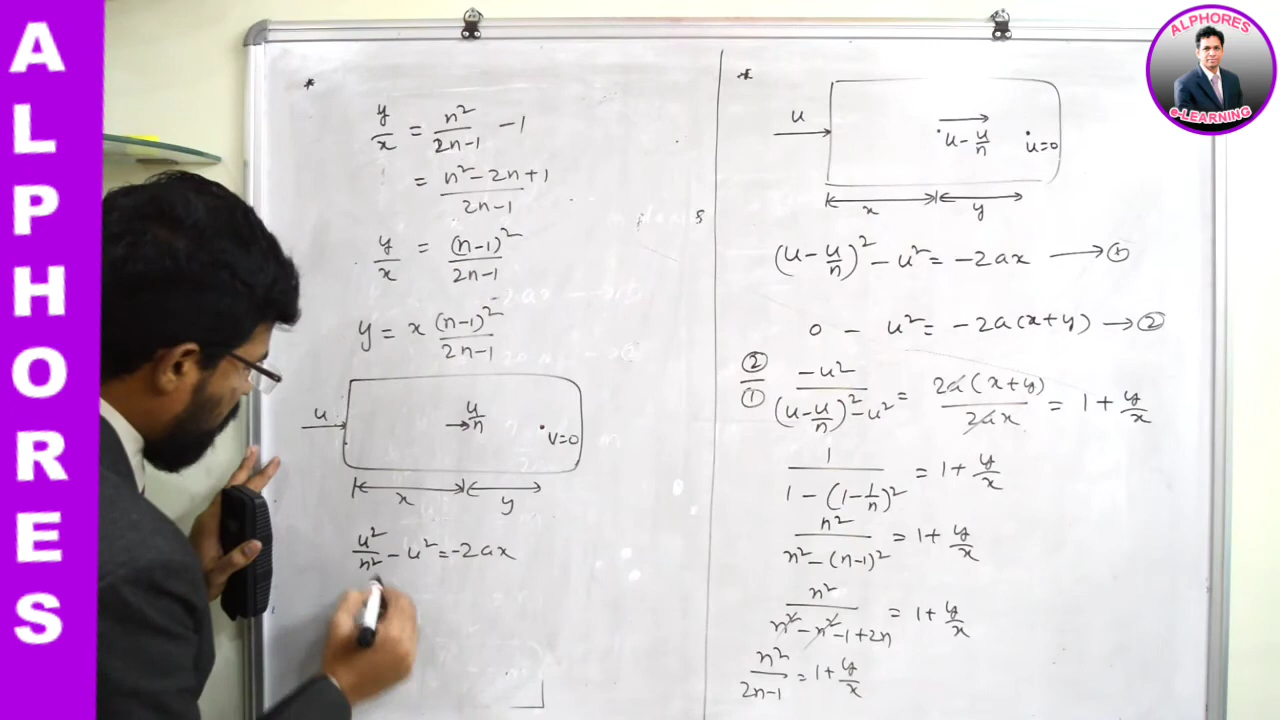 ALPHORES
ALPHORES
e-LEARNING
*
y/x = n²/(2n-1) - 1
= (n² - 2n + 1)/(2n-1)
y/x = (n-1)²/(2n-1)
y = x (n-1)²/(2n-1)
u
u/n
v=0
x
y
u²/n² - u² = -2ax
*
u
u - u/n
u=0
x
y
(u - u/n)² - u² = -2ax → ①
0 - u² = -2a(x+y) → ②
②/① -u²/((u - u/n)² - u²) = 2a(x+y)/2ax = 1 + y/x
1/(1 - (1 - 1/n)²) = 1 + y/x
n²/(n² - (n-1)²) = 1 + y/x
n²/(n² - n² - 1 + 2n) = 1 + y/x
n²/(2n-1) = 1 + y/x